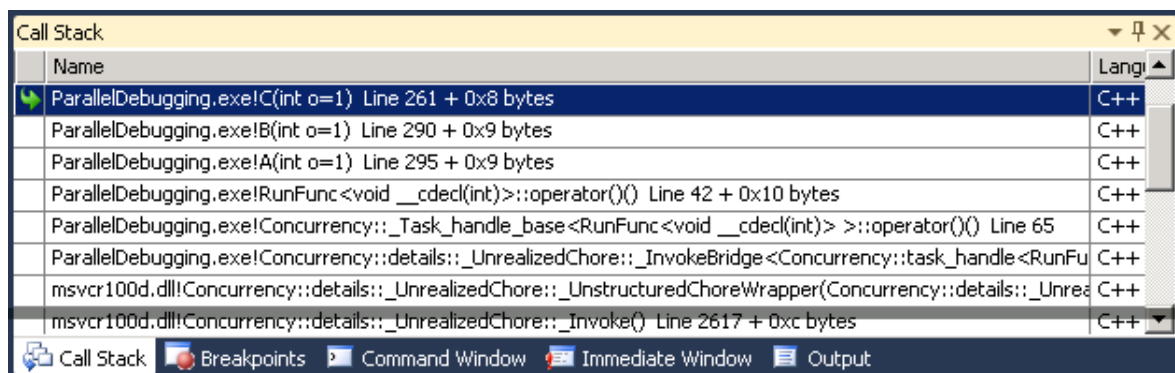 Call Stack
Name Langu
ParallelDebugging.exe!C(int o=1) Line 261 + 0x8 bytes C++
ParallelDebugging.exe!B(int o=1) Line 290 + 0x9 bytes C++
ParallelDebugging.exe!A(int o=1) Line 295 + 0x9 bytes C++
ParallelDebugging.exe!RunFunc<void __cdecl(int)>::operator()() Line 42 + 0x10 bytes C++
ParallelDebugging.exe!Concurrency::_Task_handle_base<RunFunc<void __cdecl(int)> >::operator()() Line 65 C++
ParallelDebugging.exe!Concurrency::details::_UnrealizedChore::_InvokeBridge<Concurrency::task_handle<RunFu C++
msvcr100d.dll!Concurrency::details::_UnrealizedChore::_UnstructuredChoreWrapper(Concurrency::details::_Unrea C++
msvcr100d.dll!Concurrency::details::_UnrealizedChore::_Invoke() Line 2617 + 0xc bytes C++
Call Stack Breakpoints Command Window Immediate Window Output